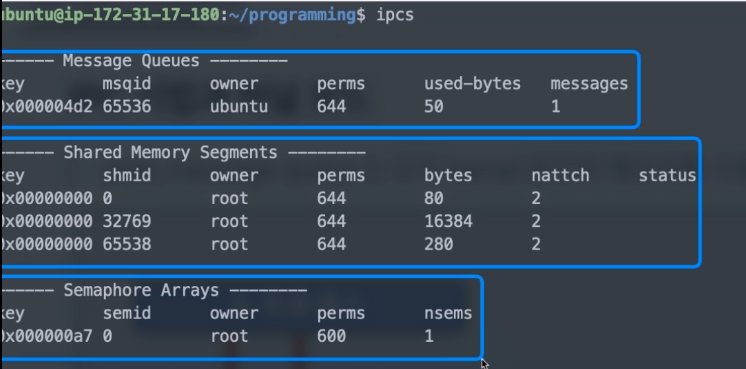 ubuntu@ip-172-31-17-180:~/programming$ ipcs
------ Message Queues --------
key msqid owner perms used-bytes messages
0x000004d2 65536 ubuntu 644 50 1
------ Shared Memory Segments --------
key shmid owner perms bytes nattch status
0x00000000 0 root 644 80 2
0x00000000 32769 root 644 16384 2
0x00000000 65538 root 644 280 2
------ Semaphore Arrays --------
key semid owner perms nsems
0x000000a7 0 root 600 1